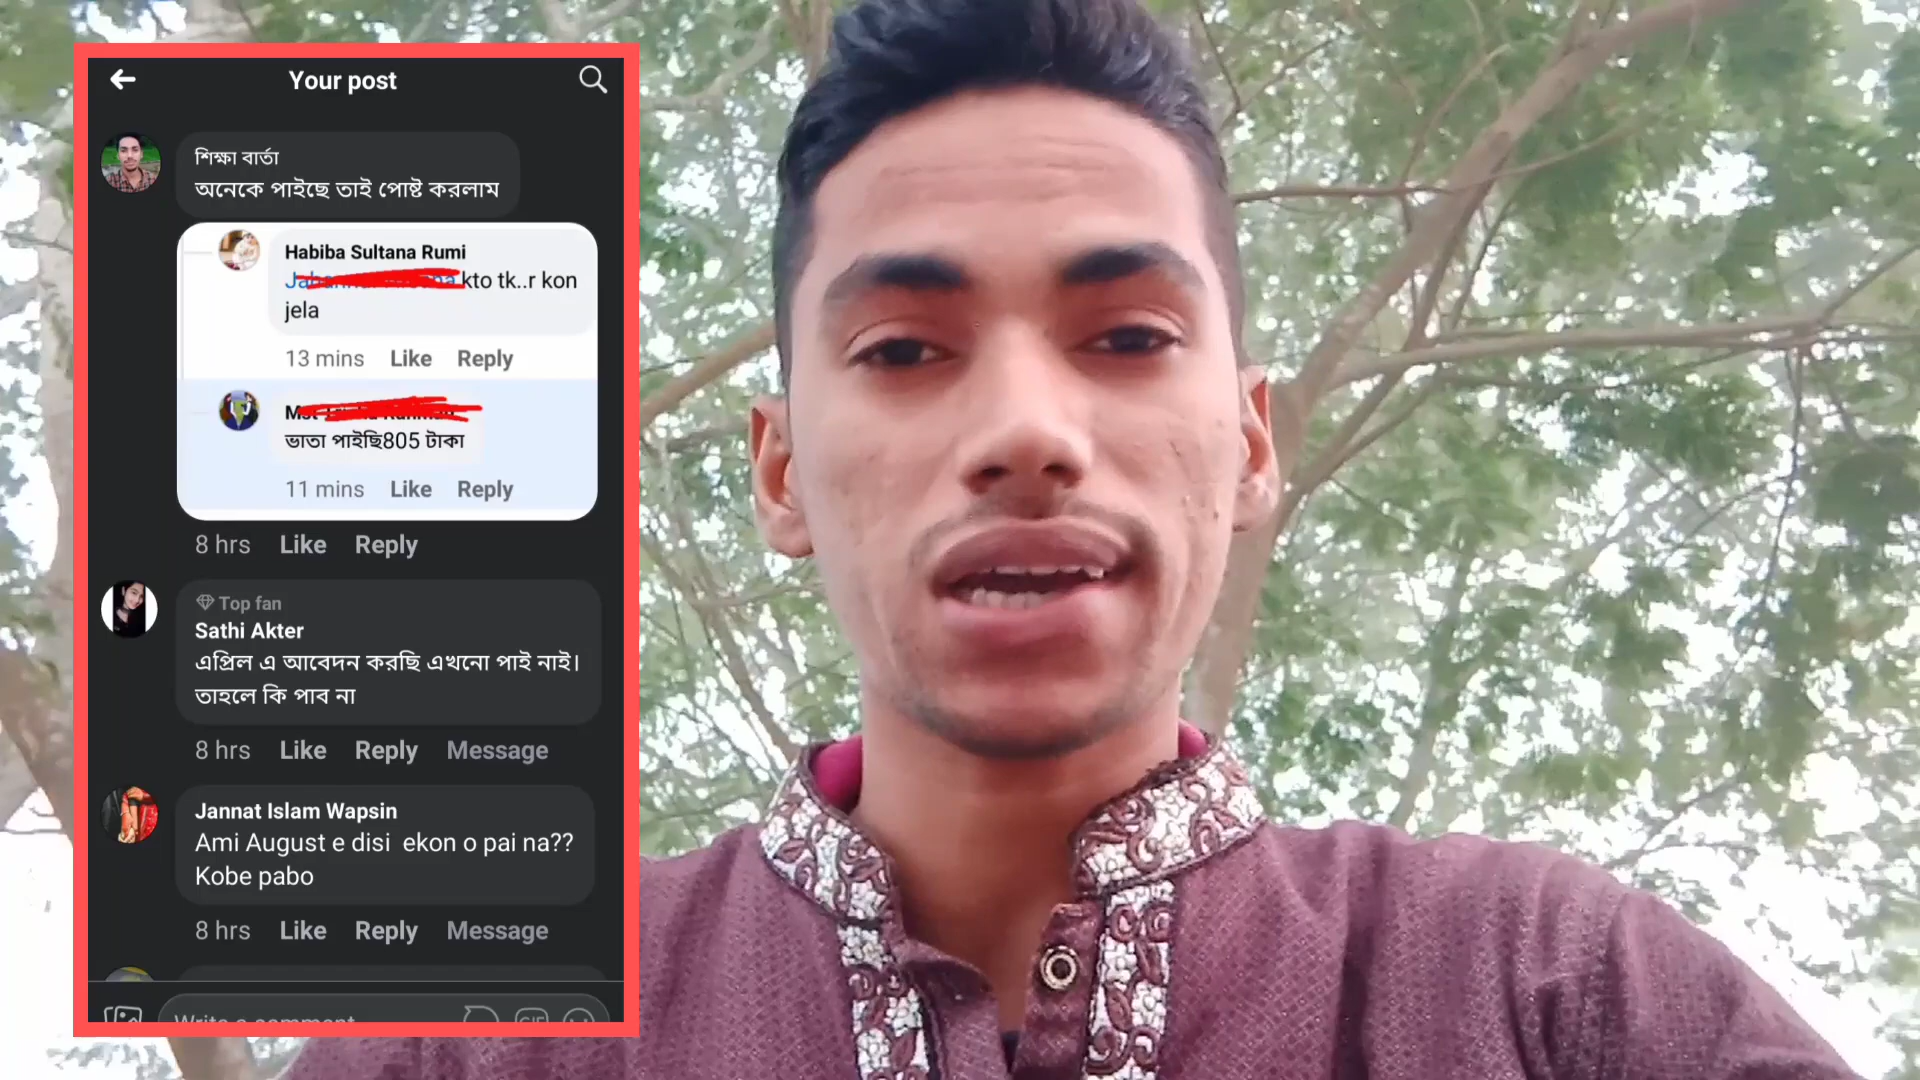 Your post
শিক্ষা বার্তা
অনেকে পাইছে তাই পোষ্ট করলাম
Habiba Sultana Rumi
kto tk..r kon
jela
13 mins Like Reply
ভাতা পাইছি805 টাকা
11 mins Like Reply
8 hrs Like Reply
Top fan
Sathi Akter
এপ্রিল এ আবেদন করছি এখনো পাই নাই।
তাহলে কি পাব না
8 hrs Like Reply Message
Jannat Islam Wapsin
Ami August e disi ekon o pai na??
Kobe pabo
8 hrs Like Reply Message
Write a comment
GIF